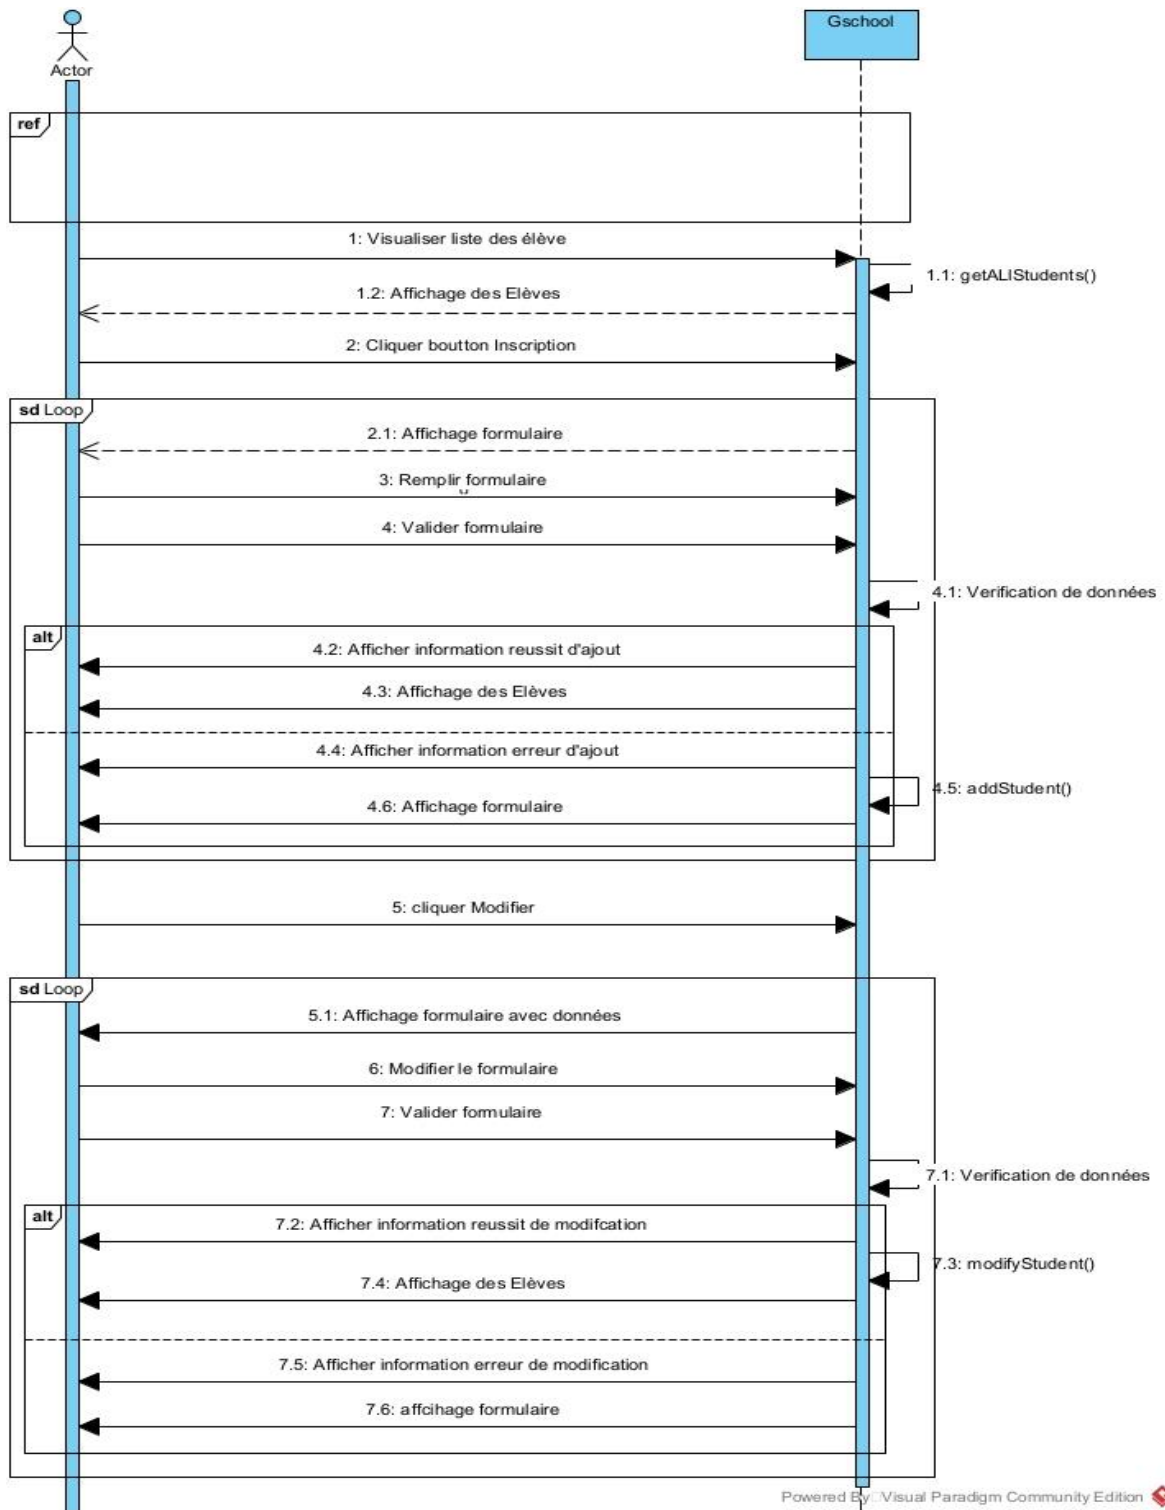 Gschool
Actor
ref
1: Visualiser liste des élève
1.1: getAllStudents()
1.2: Affichage des Elèves
2: Cliquer boutton Inscription
sd Loop
2.1: Affichage formulaire
3: Remplir formulaire
4: Valider formulaire
4.1: Verification de données
alt
4.2: Afficher information reussit d'ajout
4.3: Affichage des Elèves
4.4: Afficher information erreur d'ajout
4.5: addStudent()
4.6: Affichage formulaire
5: cliquer Modifier
sd Loop
5.1: Affichage formulaire avec données
6: Modifier le formulaire
7: Valider formulaire
7.1: Verification de données
alt
7.2: Afficher information reussit de modifcation
7.3: modifyStudent()
7.4: Affichage des Elèves
7.5: Afficher information erreur de modification
7.6: affcihage formulaire
Powered By Visual Paradigm Community Edition